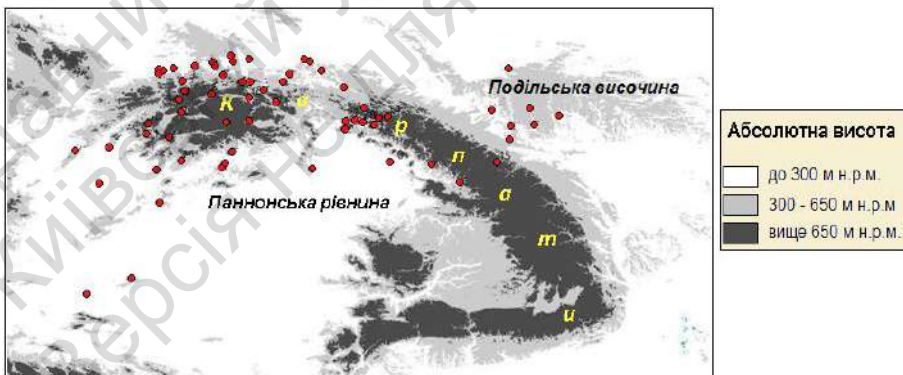 Подільська височина
К а р п а т и
Паннонська рівнина
Абсолютна висота
до 300 м н.р.м.
300 - 650 м н.р.м
вище 650 м н.р.м.